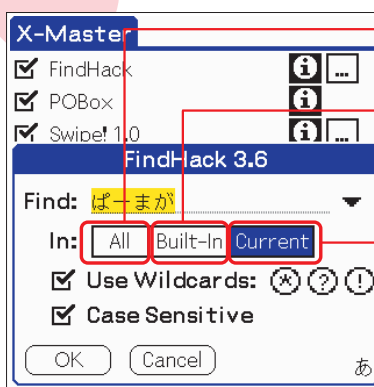 X-Master
FindHack
POBox
Swipe! 1.0
FindHack 3.6
Find: ぱーまが
In: All Built-In Current
Use Wildcards: * ? !
Case Sensitive
OK Cancel
あ